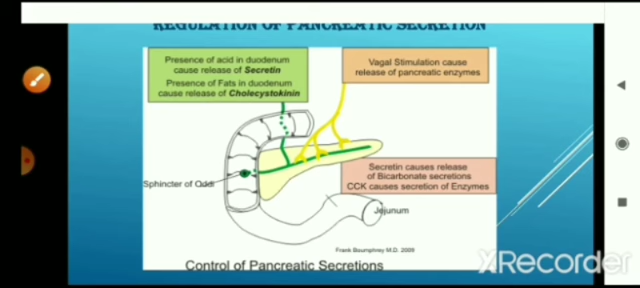 REGULATION OF PANCREATIC SECRETION
Presence of acid in duodenum
cause release of Secretin
Presence of Fats in duodenum
cause release of Cholecystokinin
Vagal Stimulation cause
release of pancreatic enzymes
Secretin causes release
of Bicarbonate secretions
CCK causes secretion of Enzymes
Sphincter of Oddi
Jejunum
Frank Boumphrey M.D. 2009
Control of Pancreatic Secretions
XRecorder